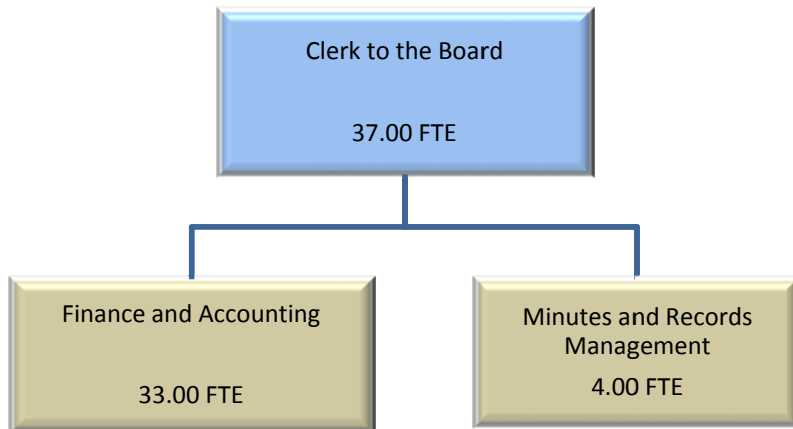 Clerk to the Board
37.00 FTE
Finance and Accounting
33.00 FTE
Minutes and Records
Management
4.00 FTE